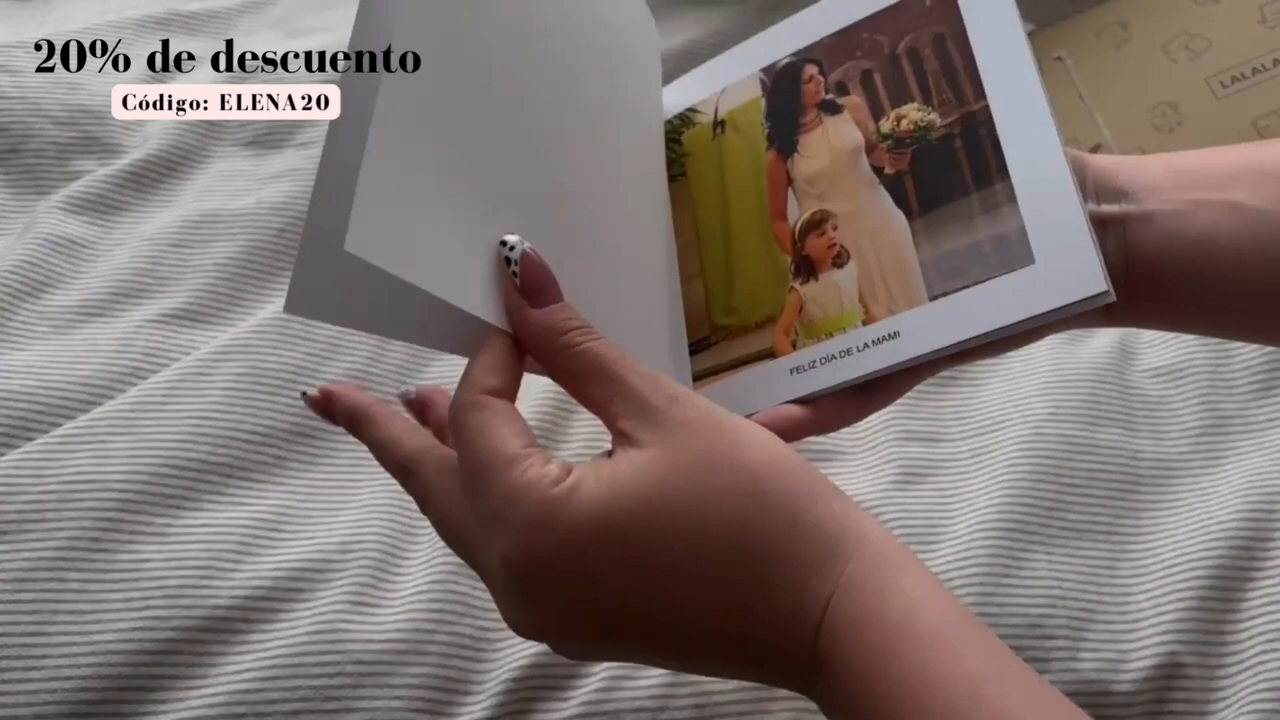 20% de descuento
Código: ELENA20
LALALA
FELIZ DÍA DE LA MAMI